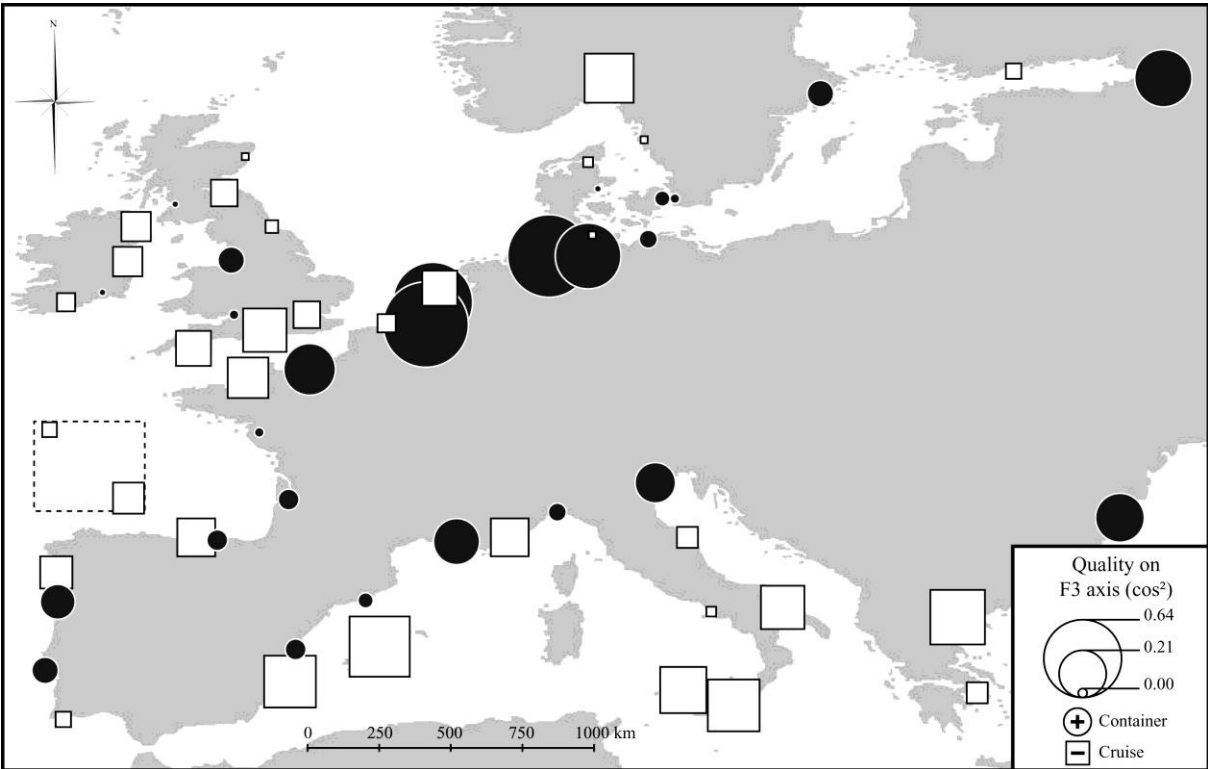 N
0 250 500 750 1000 km
Quality on
F3 axis (cos²)
0.64
0.21
0.00
+ Container
− Cruise